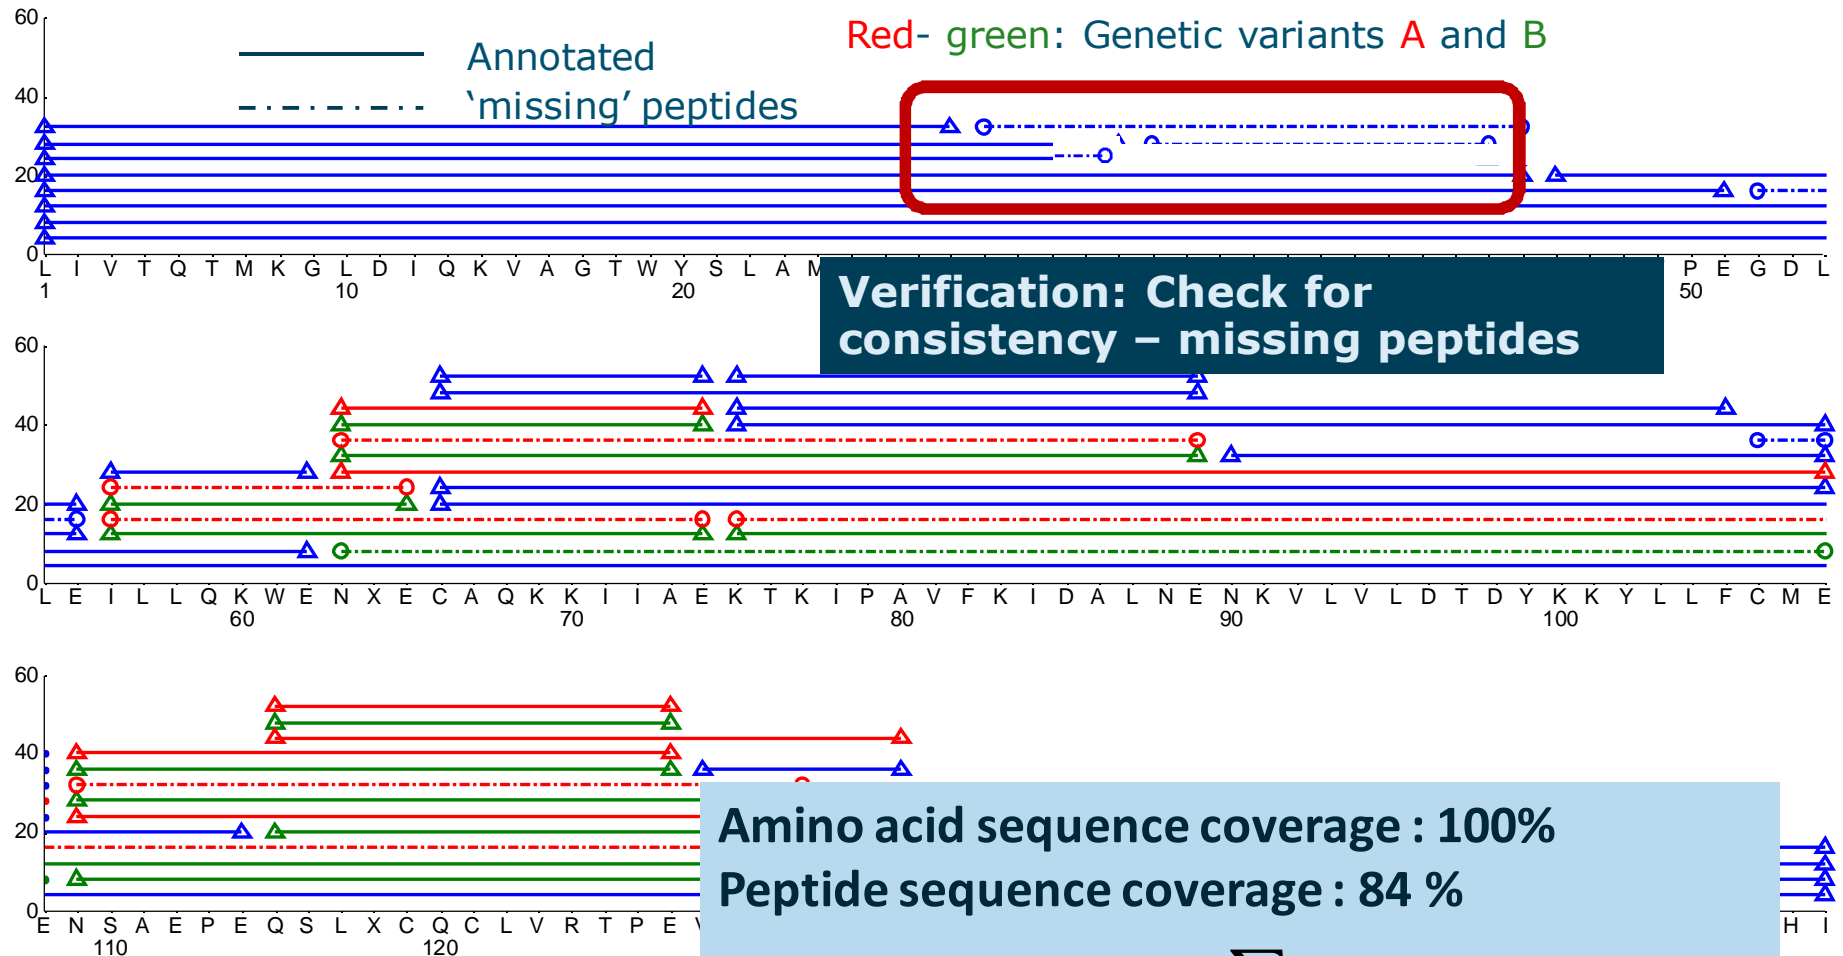 60
Red- green: Genetic variants A and B
Annotated
40
‘missing’ peptides
20
0
L I V T Q T M K G L D I Q K V A G T W Y S L A M P E G D L
1 10 20 50
Verification: Check for
consistency – missing peptides
60
40
20
0
L E I L L Q K W E N X E C A Q K K I I A E K T K I P A V F K I D A L N E N K V L V L D T D Y K K Y L L F C M E
60 70 80 90 100
60
40
20
0
E N S A E P E Q S L X C Q C L V R T P E H I
110 120
Amino acid sequence coverage : 100%
Peptide sequence coverage : 84 %